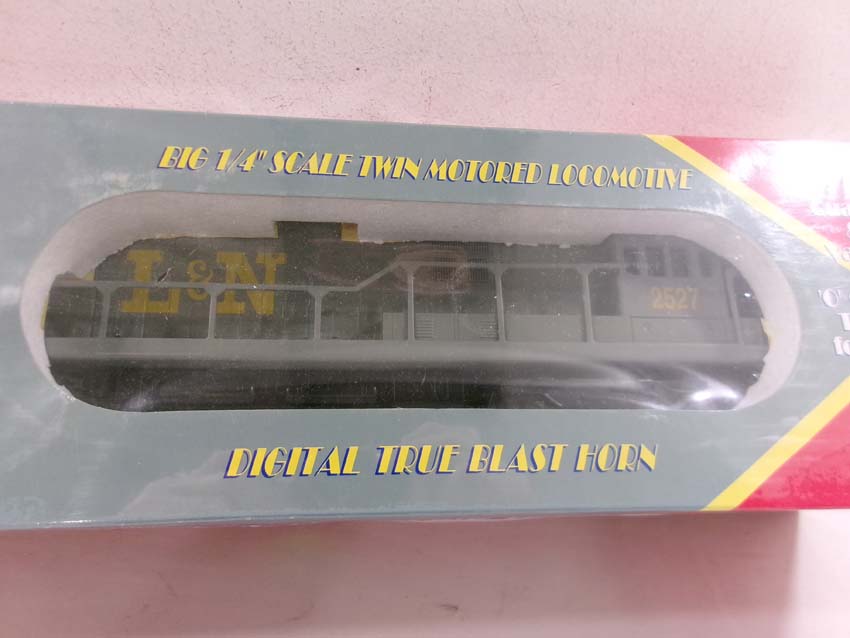 BIG 1/4" SCALE TWIN MOTORED LOCOMOTIVE
L&N
2527
DIGITAL TRUE BLAST HORN